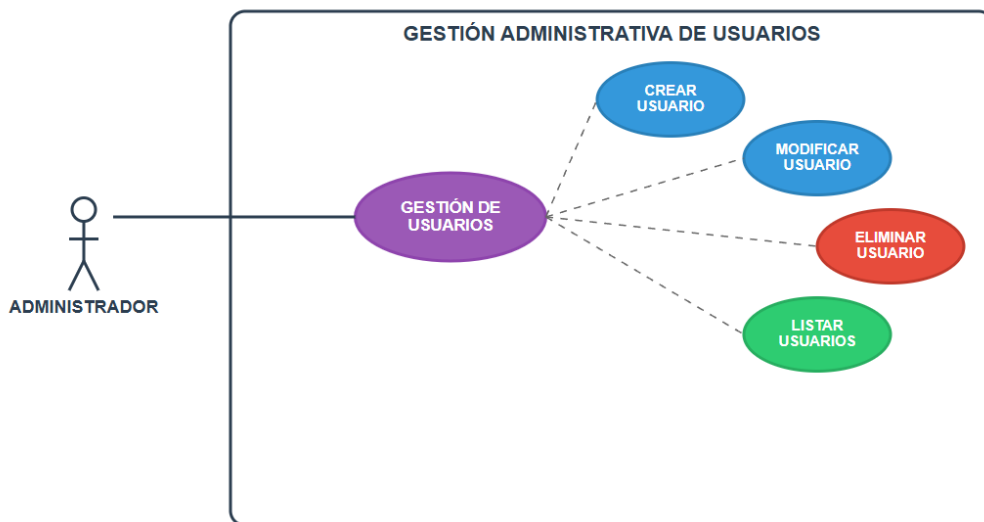 GESTIÓN ADMINISTRATIVA DE USUARIOS
CREAR
USUARIO
MODIFICAR
USUARIO
GESTIÓN DE
USUARIOS
ELIMINAR
USUARIO
ADMINISTRADOR
LISTAR
USUARIOS